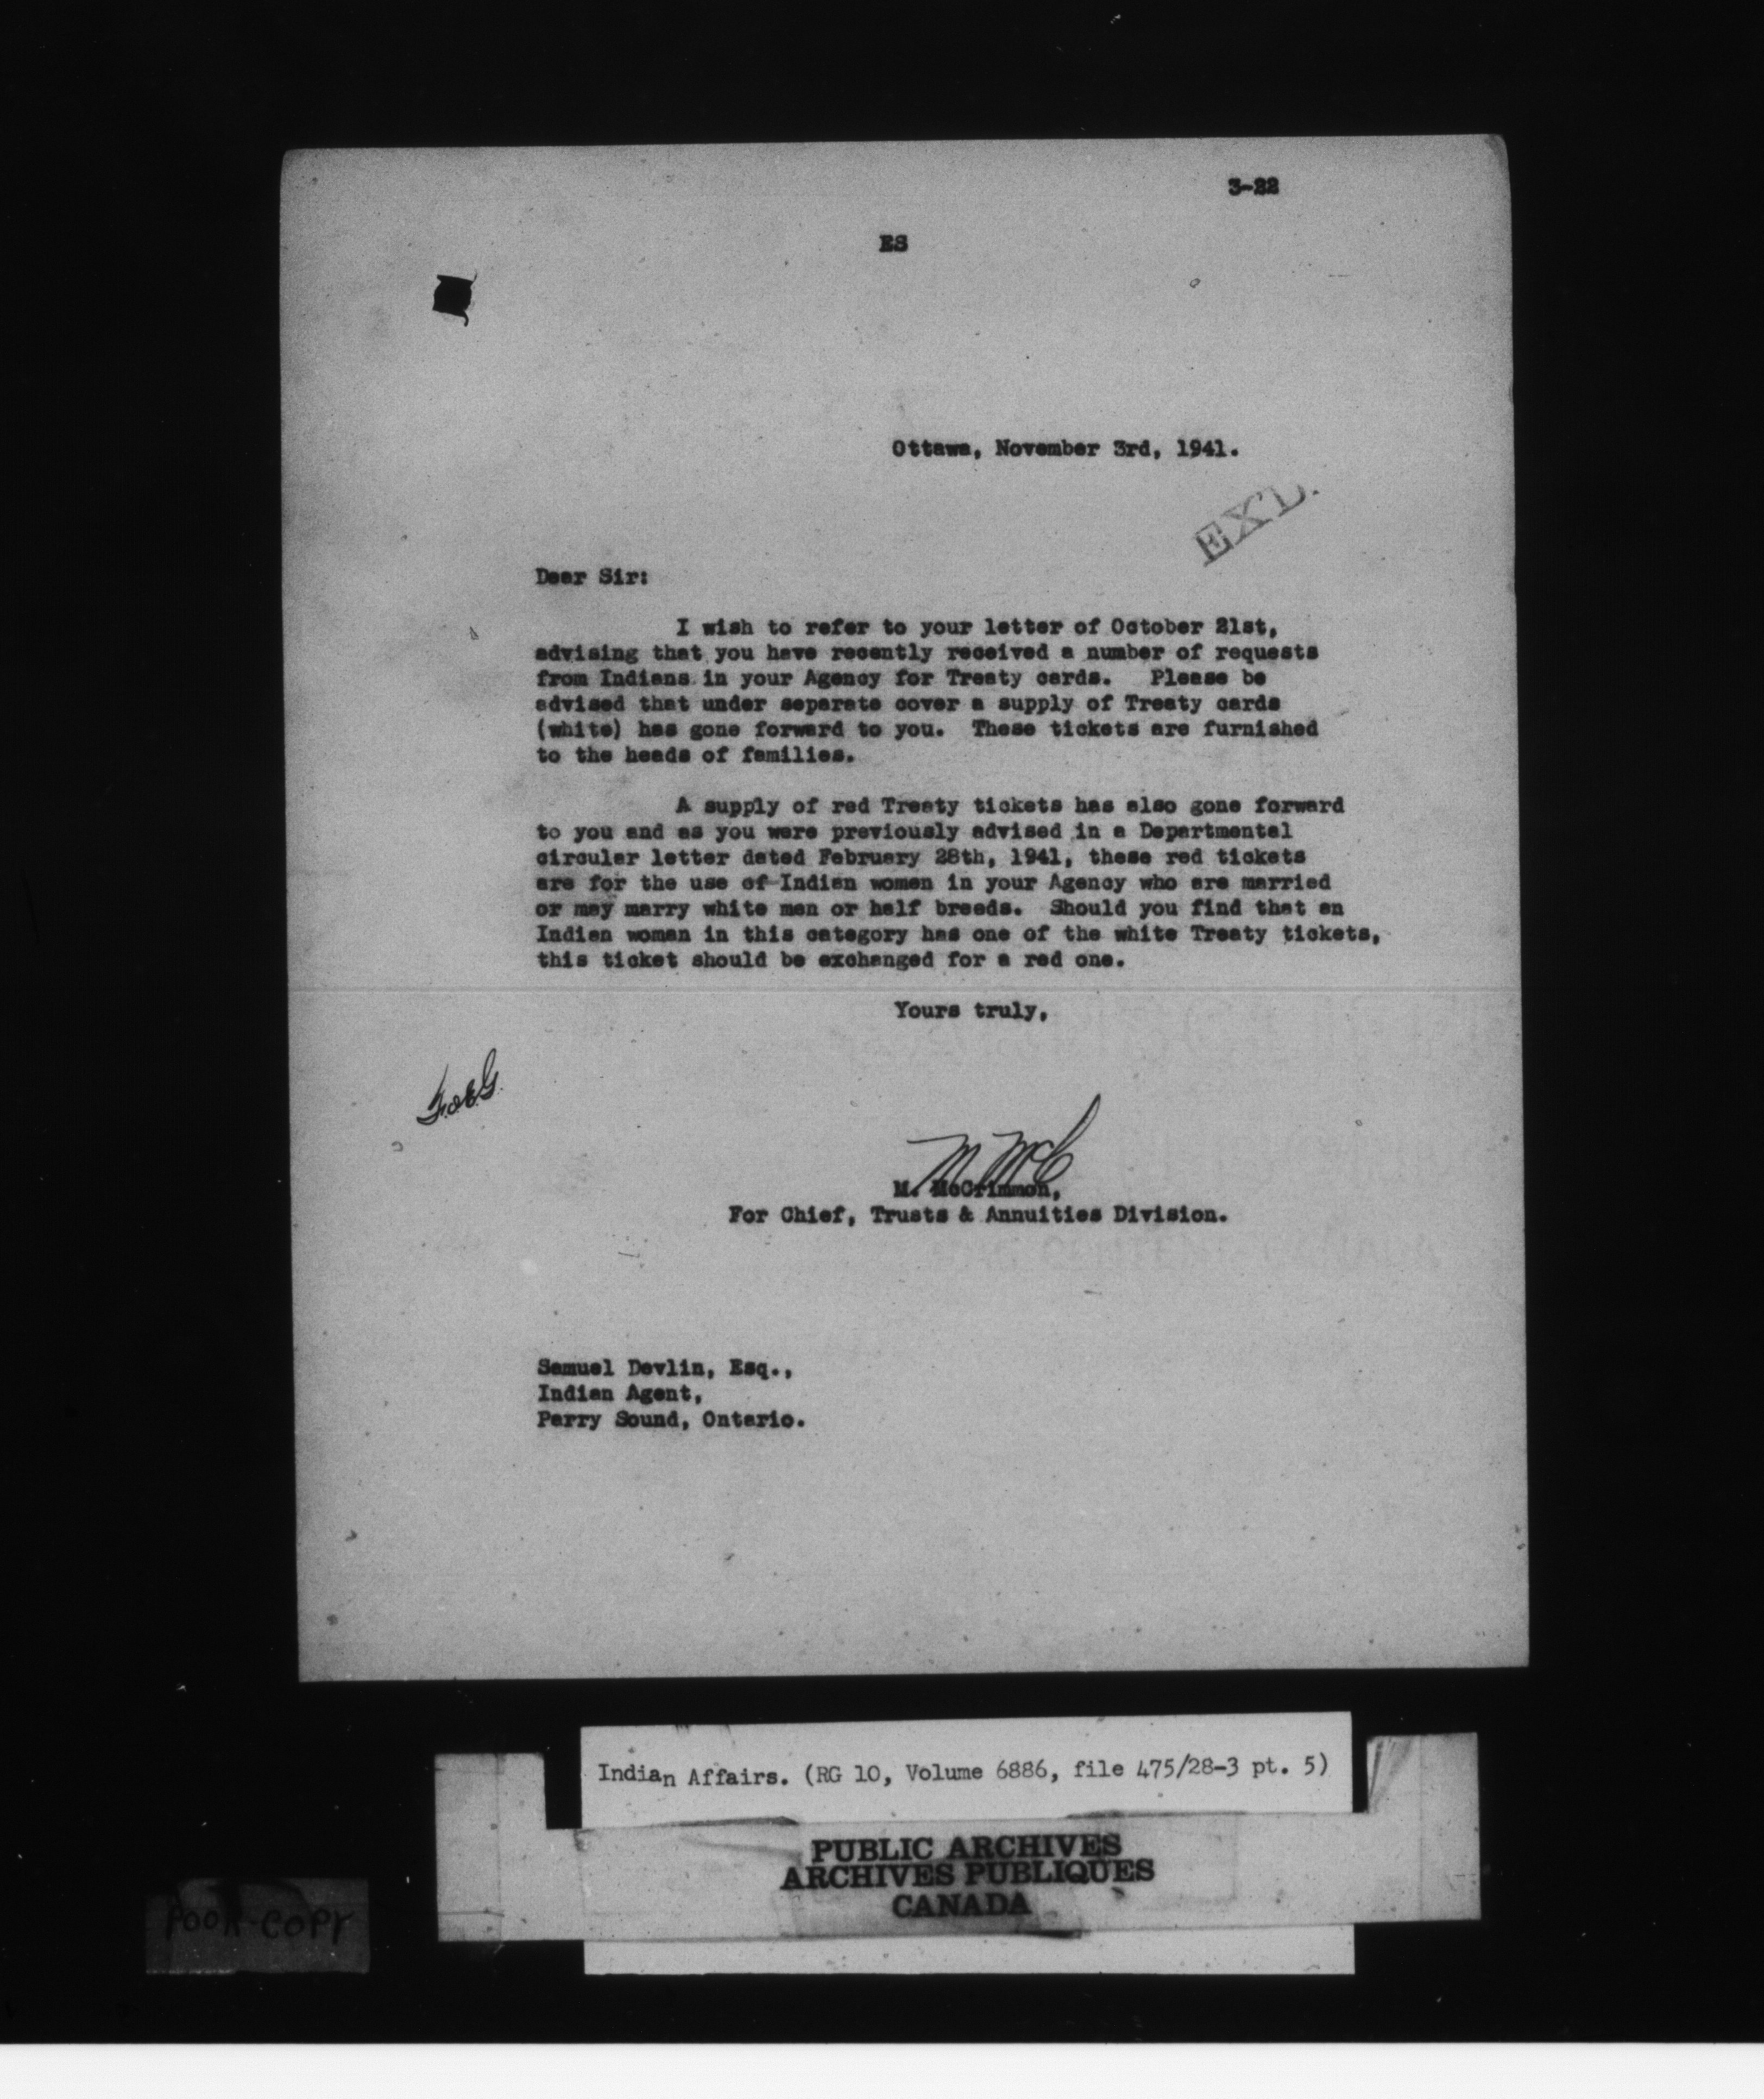 3-22
ES
Ottawa, November 3rd, 1941.
EXD.
Dear Sir:
I wish to refer to your letter of October 21st,
advising that you have recently received a number of requests
from Indians in your Agency for Treaty cards. Please be
advised that under separate cover a supply of Treaty cards
(white) has gone forward to you. These tickets are furnished
to the heads of families.
A supply of red Treaty tickets has also gone forward
to you and as you were previously advised in a Departmental
circular letter dated February 28th, 1941, these red tickets
are for the use of Indian women in your Agency who are married
or may marry white men or half breeds. Should you find that an
Indian woman in this category has one of the white Treaty tickets,
this ticket should be exchanged for a red one.
Yours truly,
M. McC
M. McCrimmon,
For Chief, Trusts & Annuities Division.
Samuel Devlin, Esq.,
Indian Agent,
Parry Sound, Ontario.
Indian Affairs. (RG 10, Volume 6886, file 475/28-3 pt. 5)
PUBLIC ARCHIVES
ARCHIVES PUBLIQUES
CANADA
POOR COPY